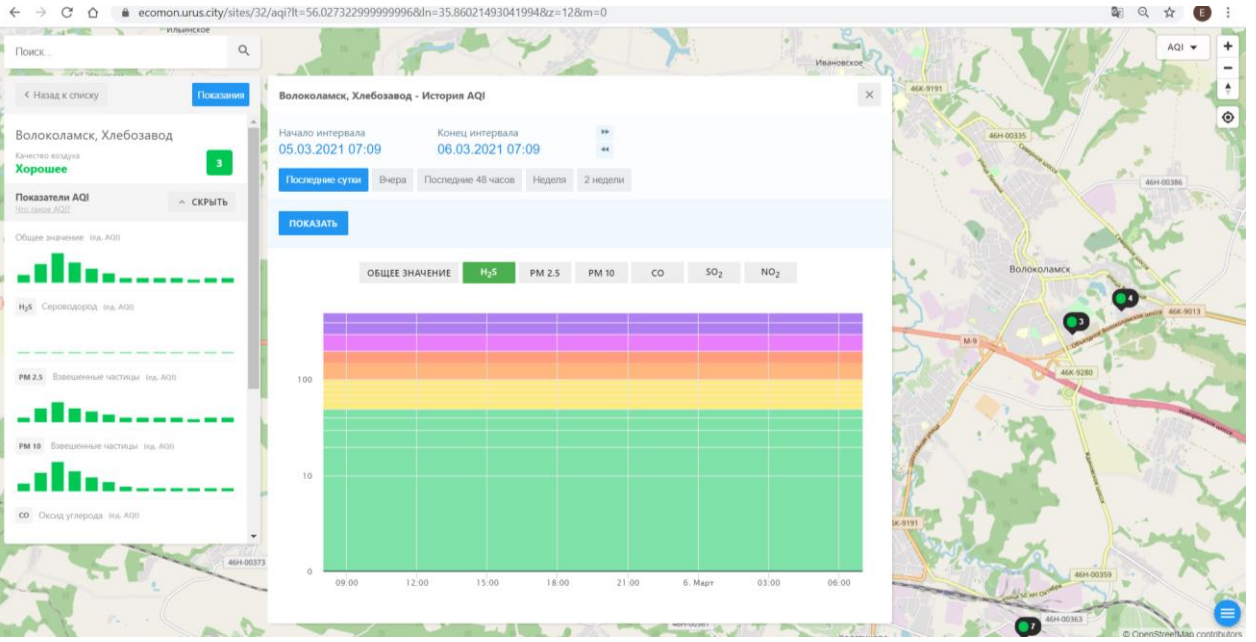 ecomon.urus.city/sites/32/aqi?lt=56.027322999999996&ln=35.86021493041994&z=12&m=0
E
Ильинское
Поиск...
Ивановское
AQI
+
−
Назад к списку
Показания
Волоколамск, Хлебозавод - История AQI
46К-9191
Волоколамск, Хлебозавод
Качество воздуха
Хорошее
3
Начало интервала
Конец интервала
05.03.2021 07:09
06.03.2021 07:09
Последние сутки
Вчера
Последние 48 часов
Неделя
2 недели
Показатели AQI
Что такое AQI?
СКРЫТЬ
ПОКАЗАТЬ
Общее значение (ед. AQI)
H₂S Сероводород (ед. AQI)
PM 2.5 Взвешенные частицы (ед. AQI)
PM 10 Взвешенные частицы (ед. AQI)
CO Оксид углерода (ед. AQI)
ОБЩЕЕ ЗНАЧЕНИЕ
H₂S
PM 2.5
PM 10
CO
SO₂
NO₂
100
10
0
09:00
12:00
15:00
18:00
21:00
6. Март
03:00
06:00
46Н-00335
46Н-00386
Волоколамск
4
3
46К-9013
М-9
46К-9280
46Н-00373
46Н-00359
46Н-00363
7
© OpenStreetMap contributors